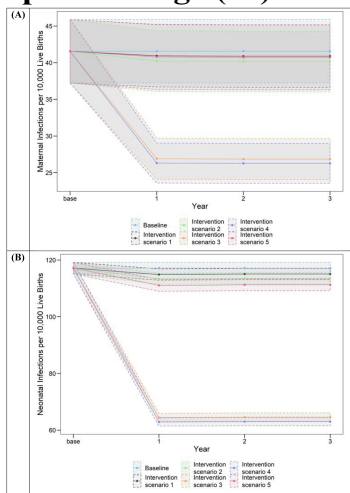 (A)
Maternal Infections per 10,000 Live Births
45
40
35
30
25
base
1
2
3
Year
Baseline
Intervention scenario 1
Intervention scenario 2
Intervention scenario 3
Intervention scenario 4
Intervention scenario 5
(B)
Neonatal Infections per 10,000 Live Births
120
100
80
60
base
1
2
3
Year
Baseline
Intervention scenario 1
Intervention scenario 2
Intervention scenario 3
Intervention scenario 4
Intervention scenario 5